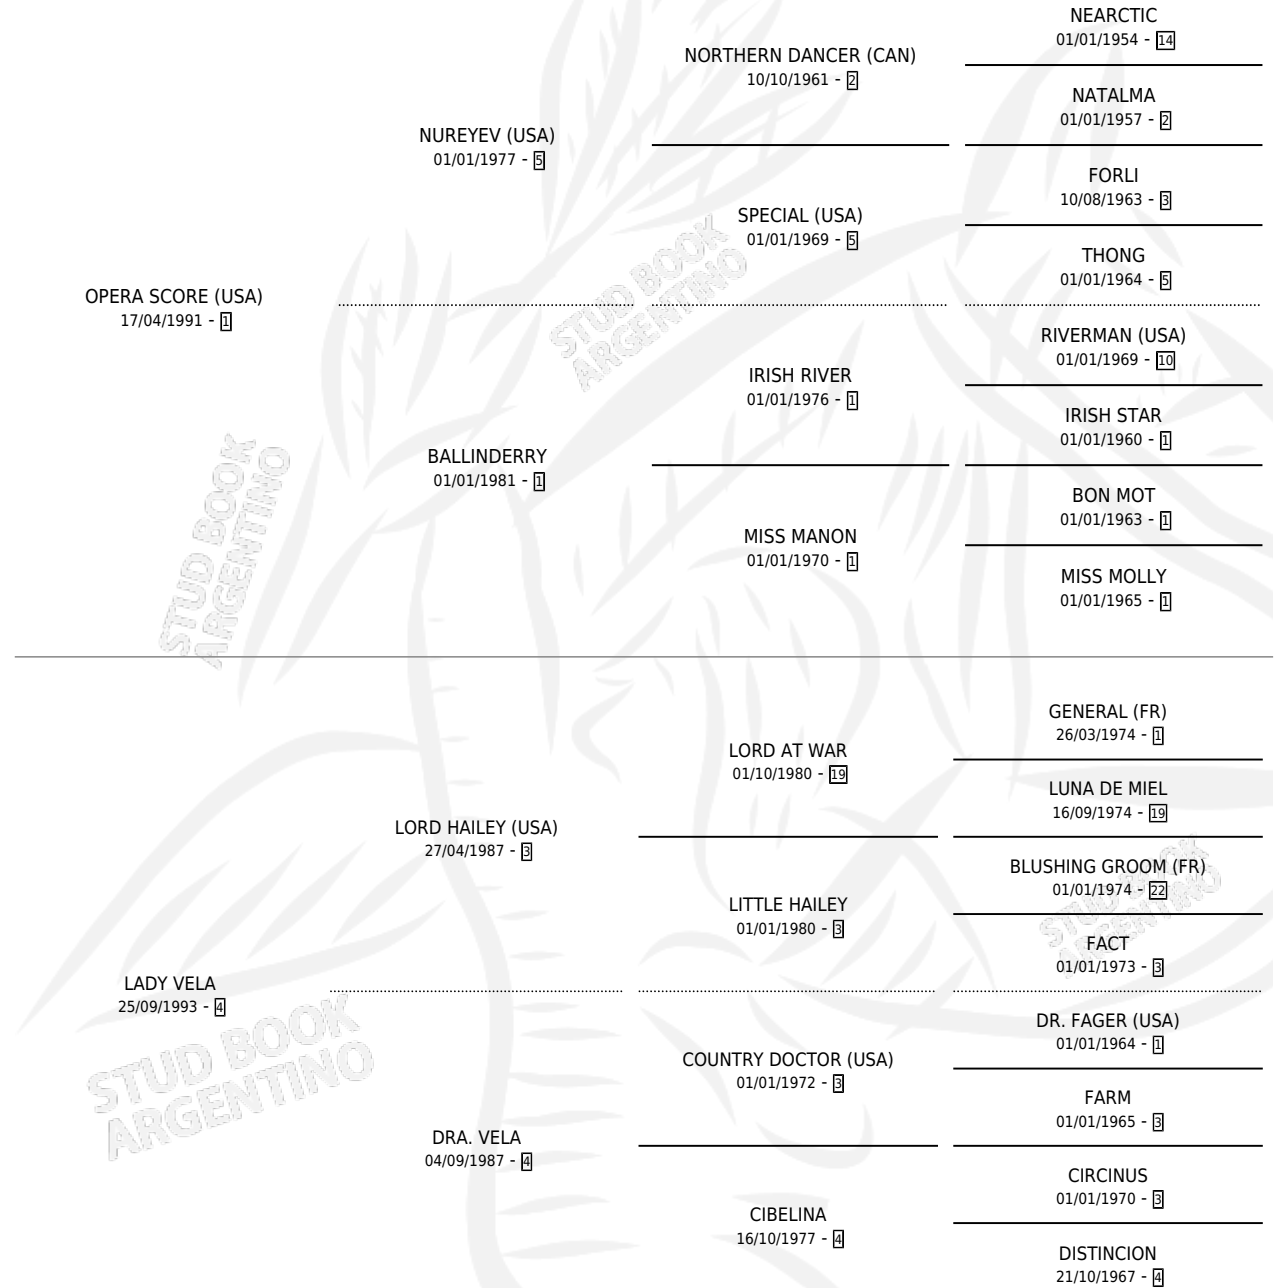 NEARCTIC
01/01/1954 - 14
NORTHERN DANCER (CAN)
10/10/1961 - 2
NATALMA
01/01/1957 - 2
NUREYEV (USA)
01/01/1977 - 5
FORLI
10/08/1963 - 3
SPECIAL (USA)
01/01/1969 - 5
THONG
01/01/1964 - 5
OPERA SCORE (USA)
17/04/1991 - 1
RIVERMAN (USA)
01/01/1969 - 10
IRISH RIVER
01/01/1976 - 1
IRISH STAR
01/01/1960 - 1
BALLINDERRY
01/01/1981 - 1
BON MOT
01/01/1963 - 1
MISS MANON
01/01/1970 - 1
MISS MOLLY
01/01/1965 - 1
GENERAL (FR)
26/03/1974 - 1
LORD AT WAR
01/10/1980 - 19
LUNA DE MIEL
16/09/1974 - 19
LORD HAILEY (USA)
27/04/1987 - 3
BLUSHING GROOM (FR)
01/01/1974 - 22
LITTLE HAILEY
01/01/1980 - 3
FACT
01/01/1973 - 3
LADY VELA
25/09/1993 - 4
DR. FAGER (USA)
01/01/1964 - 1
COUNTRY DOCTOR (USA)
01/01/1972 - 3
FARM
01/01/1965 - 3
DRA. VELA
04/09/1987 - 4
CIRCINUS
01/01/1970 - 3
CIBELINA
16/10/1977 - 4
DISTINCION
21/10/1967 - 4
STUD BOOK
ARGENTINO
STUD BOOK
ARGENTINO
STUD BOOK
ARGENTINO
STUD BOOK
ARGENTINO